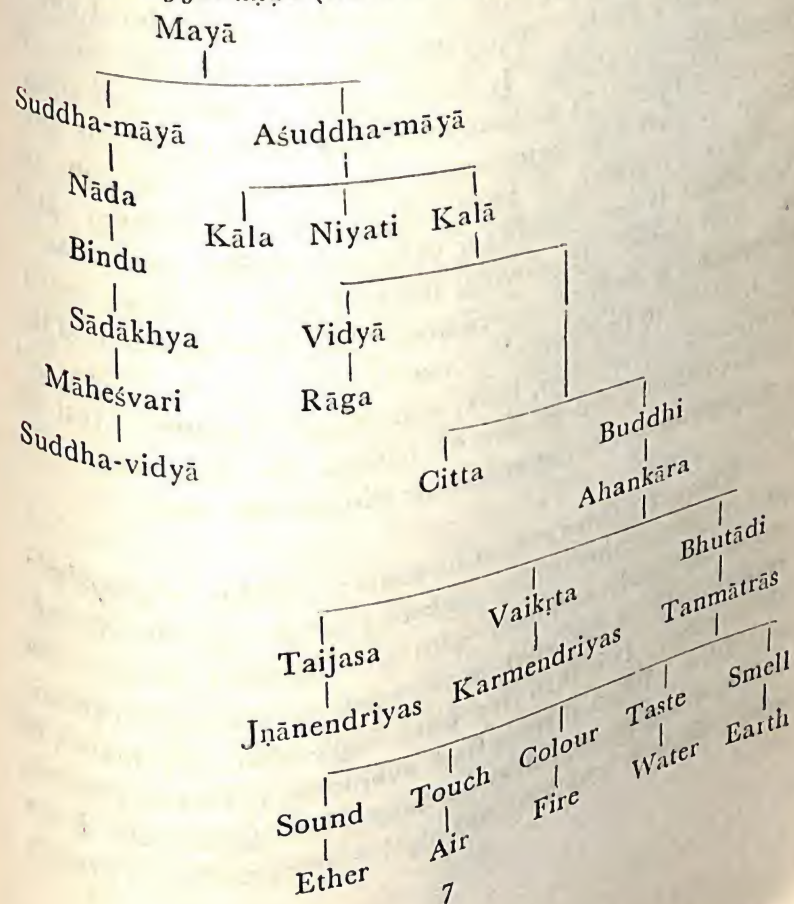 Mayā
Suddha-māyā Aśuddha-māyā
Nāda
Kāla Niyati Kalā
Bindu
Sādākhya Vidyā
Māheśvari Rāga
Suddha-vidyā
Citta Buddhi
Ahankāra
Taijasa Vaikṛta Bhutādi
Jṇānendriyas Karmendriyas Tanmātrās
Sound Touch Colour Taste Smell
Ether Air Fire Water Earth
7